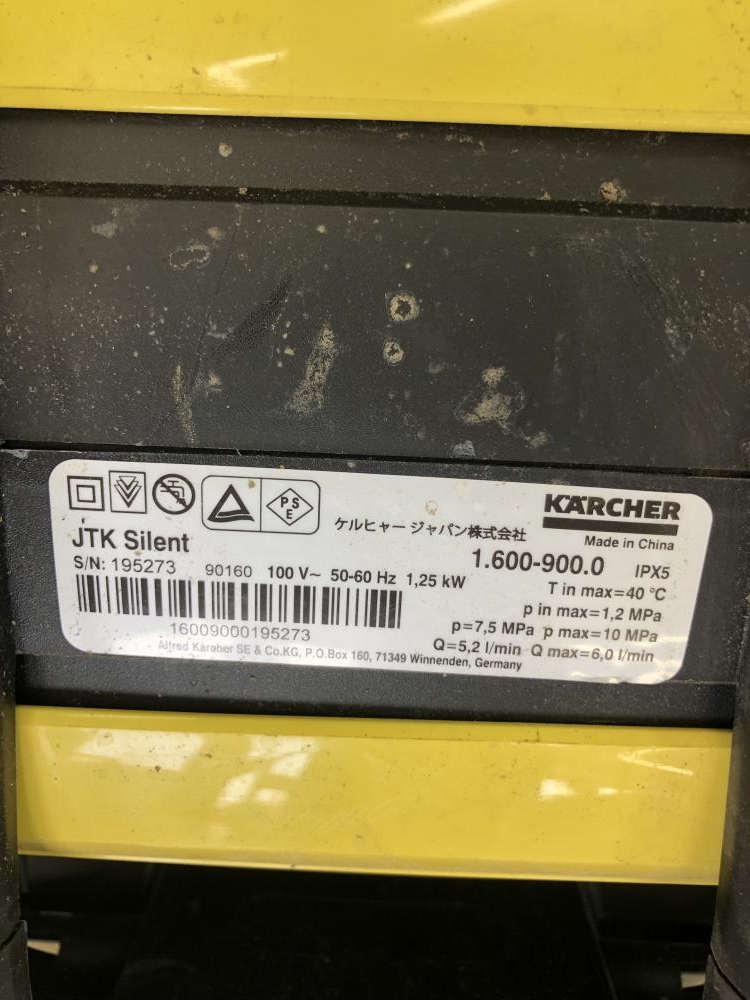 PS
E
ケルヒャー ジャパン株式会社
KÄRCHER
Made in China
JTK Silent
1.600-900.0 IPX5
S/N: 195273 90160 100 V~ 50-60 Hz 1,25 kW
T in max=40 °C
p in max=1,2 MPa
p=7,5 MPa p max=10 MPa
Q=5,2 l/min Q max=6,0 l/min
16009000195273
Alfred Kärcher SE & Co.KG, P.O.Box 160, 71349 Winnenden, Germany